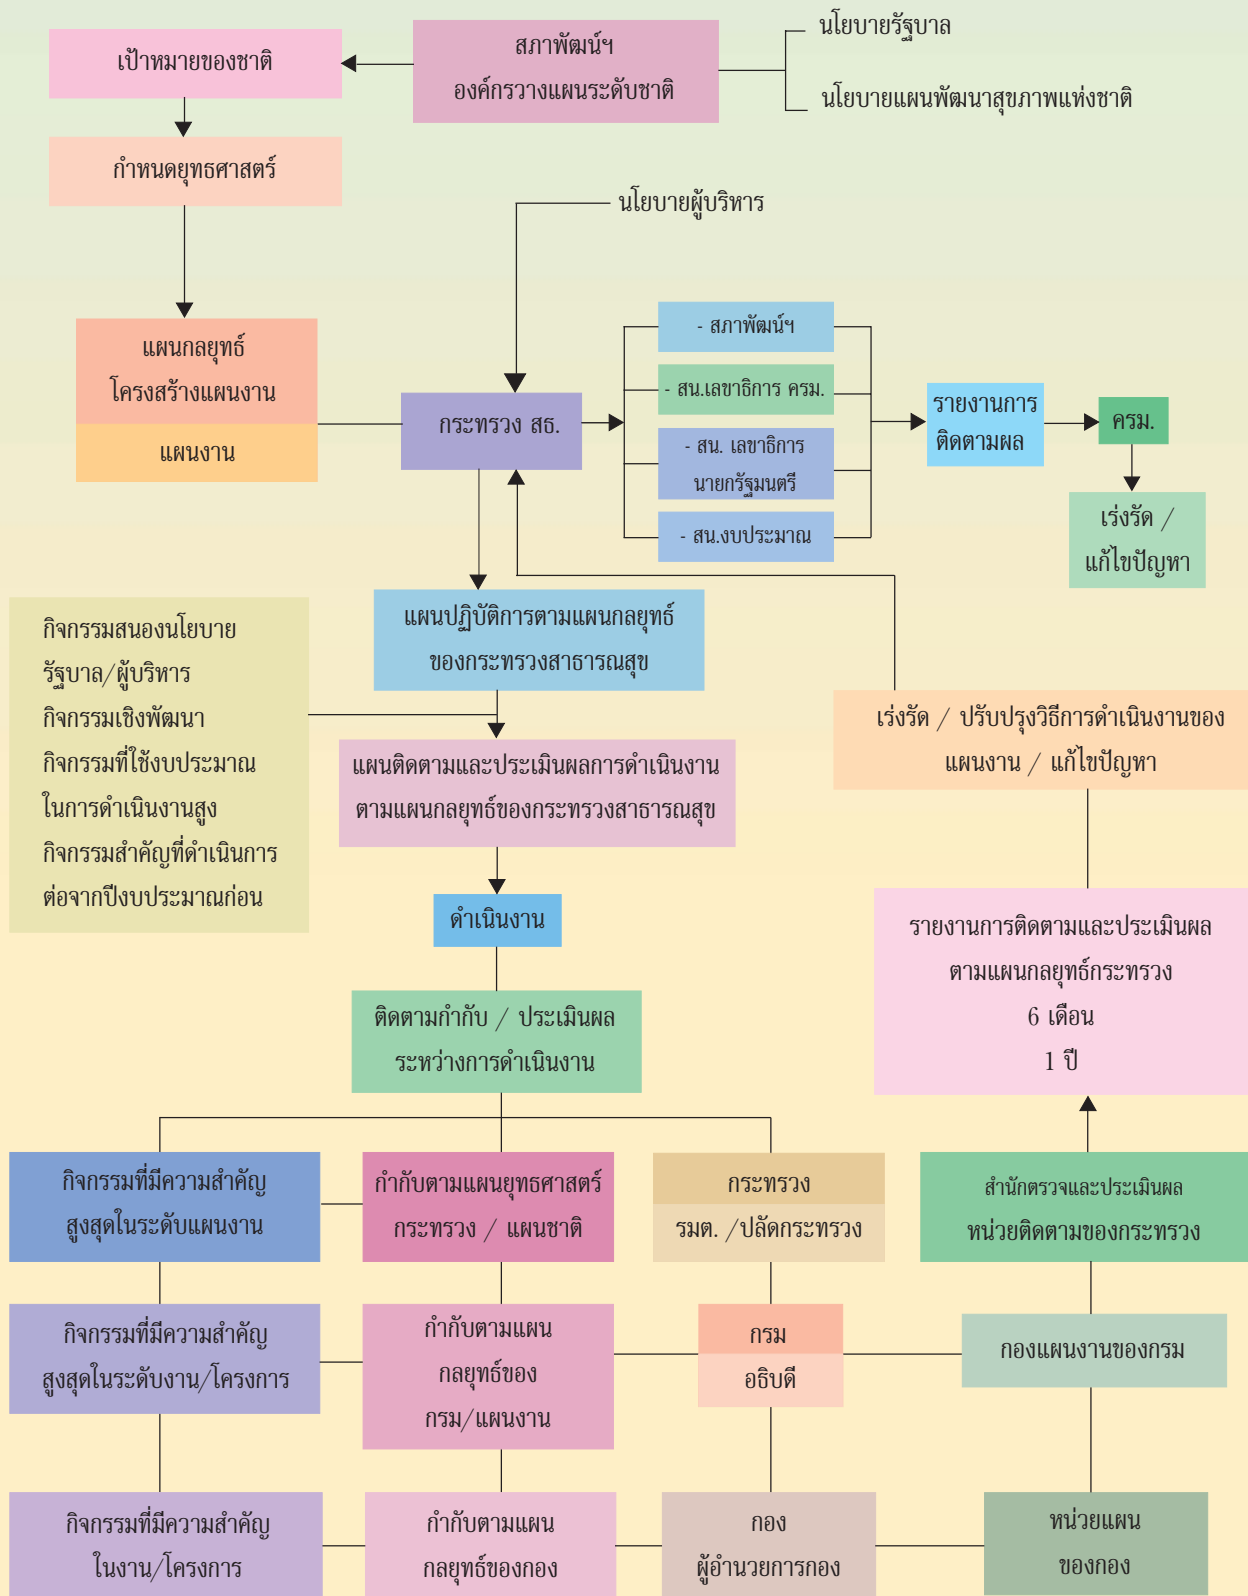 สภาพัฒน์ฯ
องค์กรวางแผนระดับชาติ
นโยบายรัฐบาล
นโยบายแผนพัฒนาสุขภาพแห่งชาติ
เป้าหมายของชาติ
กำหนดยุทธศาสตร์
นโยบายผู้บริหาร
แผนกลยุทธ์
โครงสร้างแผนงาน
แผนงาน
กระทรวง สธ.
- สภาพัฒน์ฯ
- สน.เลขาธิการ ครม.
- สน. เลขาธิการ
นายกรัฐมนตรี
- สน.งบประมาณ
รายงานการ
ติดตามผล
ครม.
เร่งรัด /
แก้ไขปัญหา
แผนปฏิบัติการตามแผนกลยุทธ์
ของกระทรวงสาธารณสุข
กิจกรรมสนองนโยบาย
รัฐบาล/ผู้บริหาร
กิจกรรมเชิงพัฒนา
กิจกรรมที่ใช้งบประมาณ
ในการดำเนินงานสูง
กิจกรรมสำคัญที่ดำเนินการ
ต่อจากปีงบประมาณก่อน
แผนติดตามและประเมินผลการดำเนินงาน
ตามแผนกลยุทธ์ของกระทรวงสาธารณสุข
เร่งรัด / ปรับปรุงวิธีการดำเนินงานของ
แผนงาน / แก้ไขปัญหา
ดำเนินงาน
รายงานการติดตามและประเมินผล
ตามแผนกลยุทธ์กระทรวง
6 เดือน
1 ปี
ติดตามกำกับ / ประเมินผล
ระหว่างการดำเนินงาน
กิจกรรมที่มีความสำคัญ
สูงสุดในระดับแผนงาน
กำกับตามแผนยุทธศาสตร์
กระทรวง / แผนชาติ
กระทรวง
รมต. /ปลัดกระทรวง
สำนักตรวจและประเมินผล
หน่วยติดตามของกระทรวง
กิจกรรมที่มีความสำคัญ
สูงสุดในระดับงาน/โครงการ
กำกับตามแผน
กลยุทธ์ของ
กรม/แผนงาน
กรม
อธิบดี
กองแผนงานของกรม
กิจกรรมที่มีความสำคัญ
ในงาน/โครงการ
กำกับตามแผน
กลยุทธ์ของกอง
กอง
ผู้อำนวยการกอง
หน่วยแผน
ของกอง